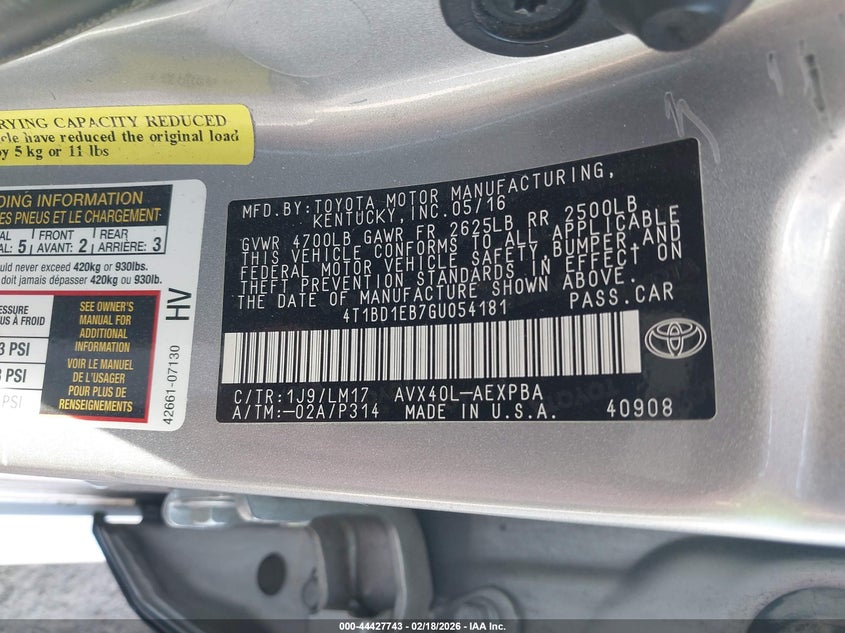 RYING CAPACITY REDUCED
cle have reduced the original load
by 5 kg or 11 lbs
DING INFORMATION
ES PNEUS ET LE CHARGEMENT
AL FRONT REAR
AL: 5 AVANT: 2 ARRIÈRE: 3
ould never exceed 420kg or 930lbs.
doit jamais dépasser 420kg ou 930lb.
ESSURE
US À FROID
3 PSI
3 PSI
PSI
SEE OWNER'S
MANUAL FOR
ADDITIONAL
INFORMATION
VOIR LE MANUEL
DE L'USAGER
POUR PLUS DE
RENSEIGNEMENTS
HV
42661-07130
MFD.BY:TOYOTA MOTOR MANUFACTURING,
KENTUCKY,INC.05/16
GVWR 4700LB GAWR FR 2625LB RR 2500LB
THIS VEHICLE CONFORMS TO ALL APPLICABLE
FEDERAL MOTOR VEHICLE SAFETY,BUMPER,AND
THEFT PREVENTION STANDARDS IN EFFECT ON
THE DATE OF MANUFACTURE SHOWN ABOVE.
4T1BD1EB7GU054181 PASS.CAR
C/TR:1J9/LM17 AVX40L-AEXPBA
A/TM:-02A/P314 MADE IN U.S.A. 40908
000-44427743 // 02/18/2026 - IAA Inc.